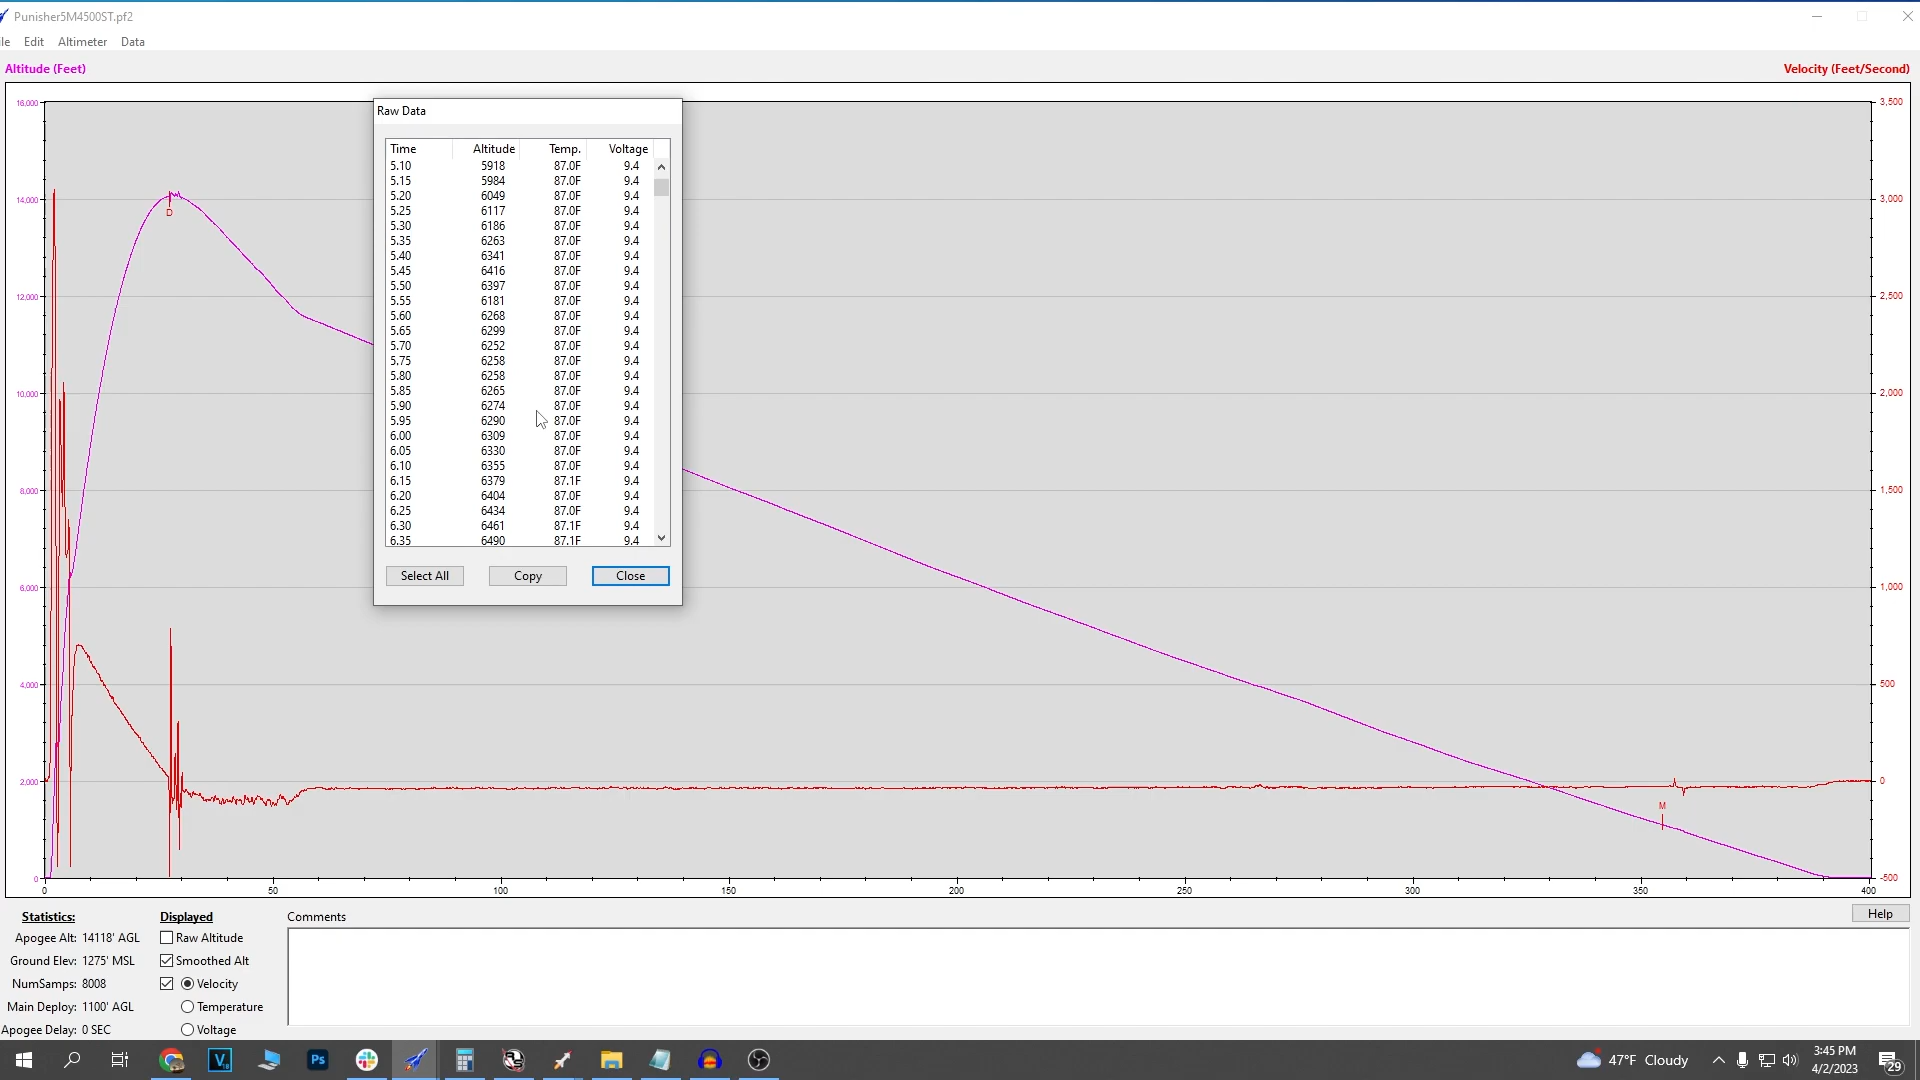 Punisher5M4500ST.pf2
ile Edit Altimeter Data
Altitude (Feet)
Velocity (Feet/Second)
Raw Data
Time Altitude Temp. Voltage
5.10 5918 87.0F 9.4
5.15 5984 87.0F 9.4
5.20 6049 87.0F 9.4
5.25 6117 87.0F 9.4
5.30 6186 87.0F 9.4
5.35 6263 87.0F 9.4
5.40 6341 87.0F 9.4
5.45 6416 87.0F 9.4
5.50 6397 87.0F 9.4
5.55 6181 87.0F 9.4
5.60 6268 87.0F 9.4
5.65 6299 87.0F 9.4
5.70 6252 87.0F 9.4
5.75 6258 87.0F 9.4
5.80 6258 87.0F 9.4
5.85 6265 87.0F 9.4
5.90 6274 87.0F 9.4
5.95 6290 87.0F 9.4
6.00 6309 87.0F 9.4
6.05 6330 87.0F 9.4
6.10 6355 87.0F 9.4
6.15 6379 87.1F 9.4
6.20 6404 87.0F 9.4
6.25 6434 87.0F 9.4
6.30 6461 87.1F 9.4
6.35 6490 87.1F 9.4
Select All Copy Close
16,000
14,000
12,000
10,000
8,000
6,000
4,000
2,000
0
D
M
3,500
3,000
2,500
2,000
1,500
1,000
500
0
-500
0 50 100 150 200 250 300 350 400
Help
Statistics:
Apogee Alt: 14118' AGL
Ground Elev: 1275' MSL
NumSamps: 8008
Main Deploy: 1100' AGL
Apogee Delay: 0 SEC
Displayed
Raw Altitude
Smoothed Alt
Velocity
Temperature
Voltage
Comments
V
18
Ps
47°F Cloudy
3:45 PM
4/2/2023
29